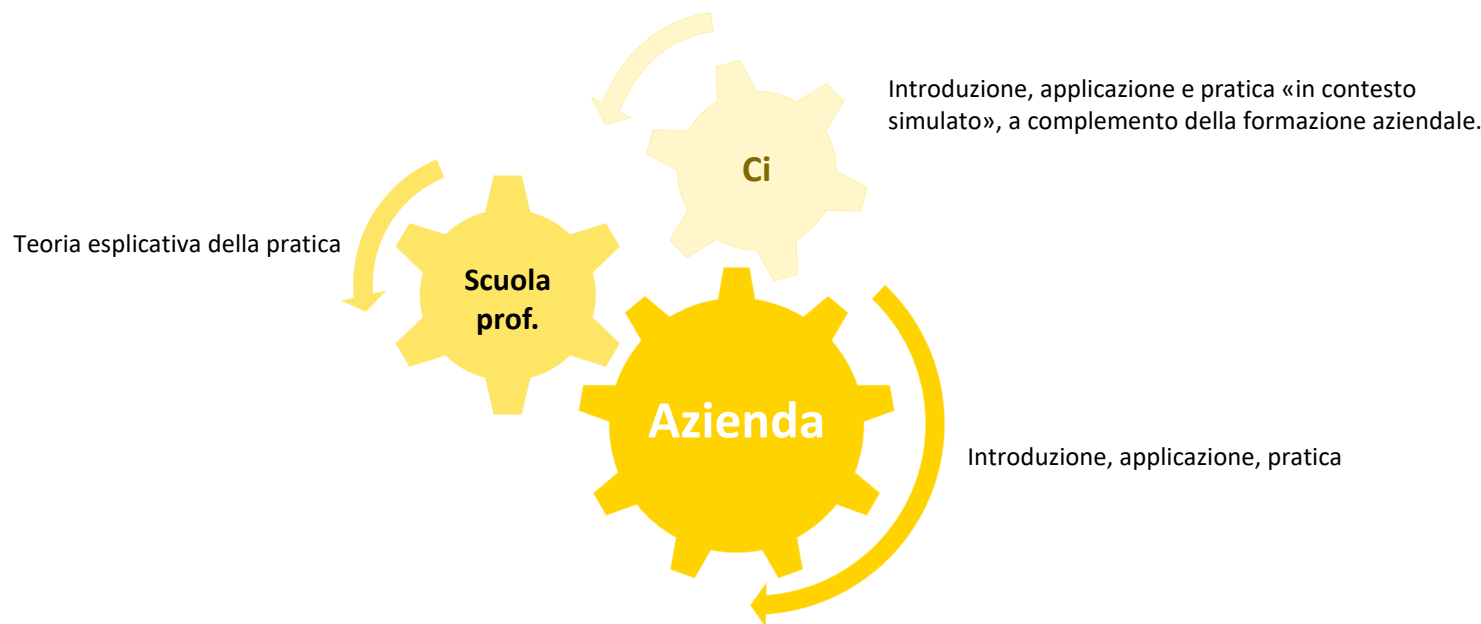 Introduzione, applicazione e pratica «in contesto
simulato», a complemento della formazione aziendale.
Ci
Teoria esplicativa della pratica
Scuola
prof.
Azienda
Introduzione, applicazione, pratica